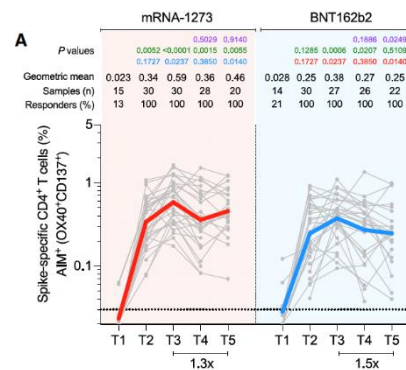 mRNA-1273 BNT162b2
A
0.5029 0.9140 0.1886 0.0249
P values 0.0052 <0.0001 0.0015 0.0055 0.1285 0.0006 0.0207 0.5109
0.1727 0.0237 0.3850 0.0140 0.1727 0.0237 0.3850 0.0140
Geometric mean 0.023 0.34 0.59 0.36 0.46 0.028 0.25 0.38 0.27 0.25
Samples (n) 15 30 30 28 20 14 30 27 26 22
Responders (%) 13 100 100 100 100 21 100 100 100 100
Spike-specific CD4+ T cells (%)
AIM+ (OX40+CD137+)
5
1
0.1
T1 T2 T3 T4 T5 T1 T2 T3 T4 T5
1.3x 1.5x